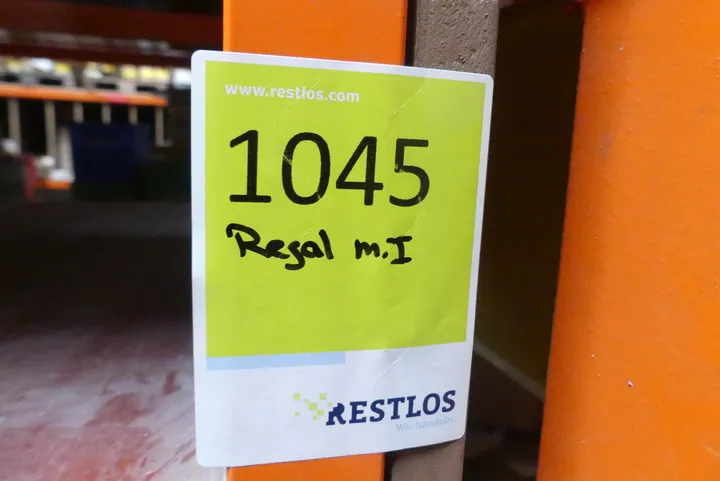 www.restlos.com
1045
Regal m.I
RESTLOS
Wir handeln.